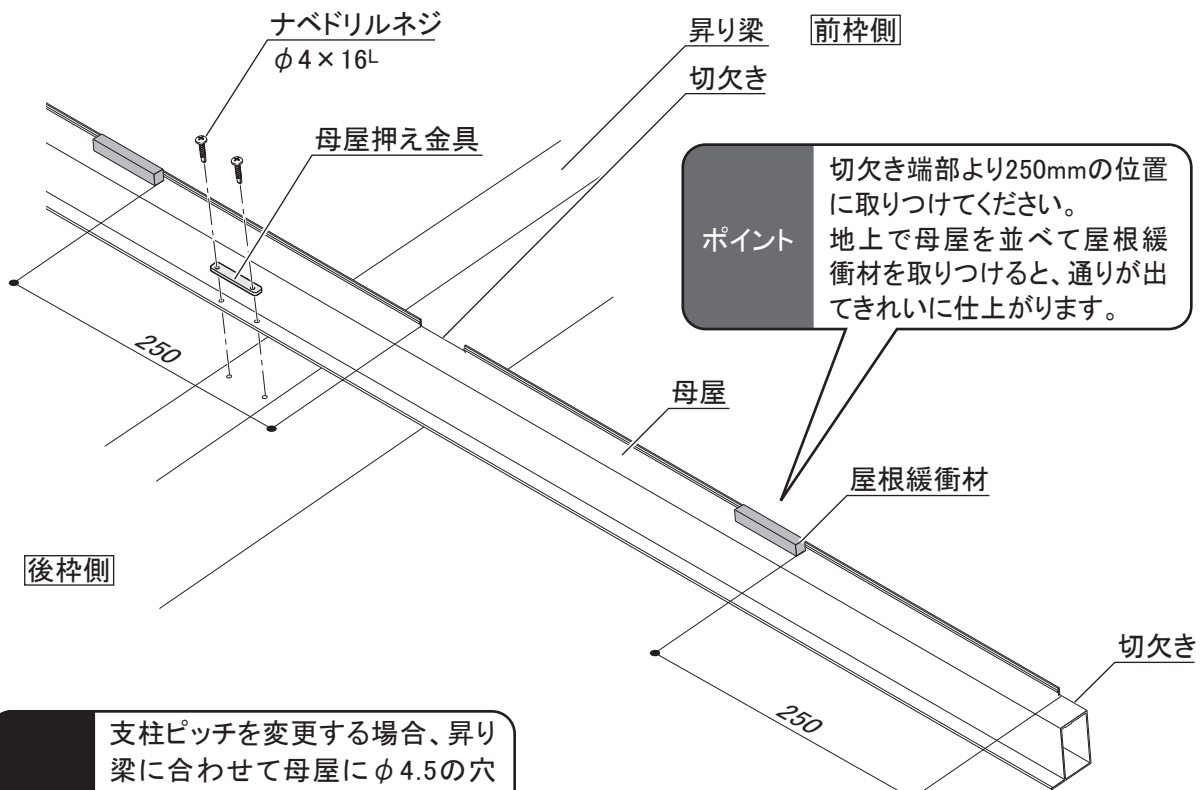 ナベドリルネジ
φ4×16L
昇り梁
前枠側
切欠き
母屋押え金具
ポイント
切欠き端部より250mmの位置
に取りつけてください。
地上で母屋を並べて屋根緩
衝材を取りつけると、通りが出
てきれいに仕上がります。
250
母屋
屋根緩衝材
後枠側
切欠き
250
支柱ピッチを変更する場合、昇り
梁に合わせて母屋にφ4.5の穴